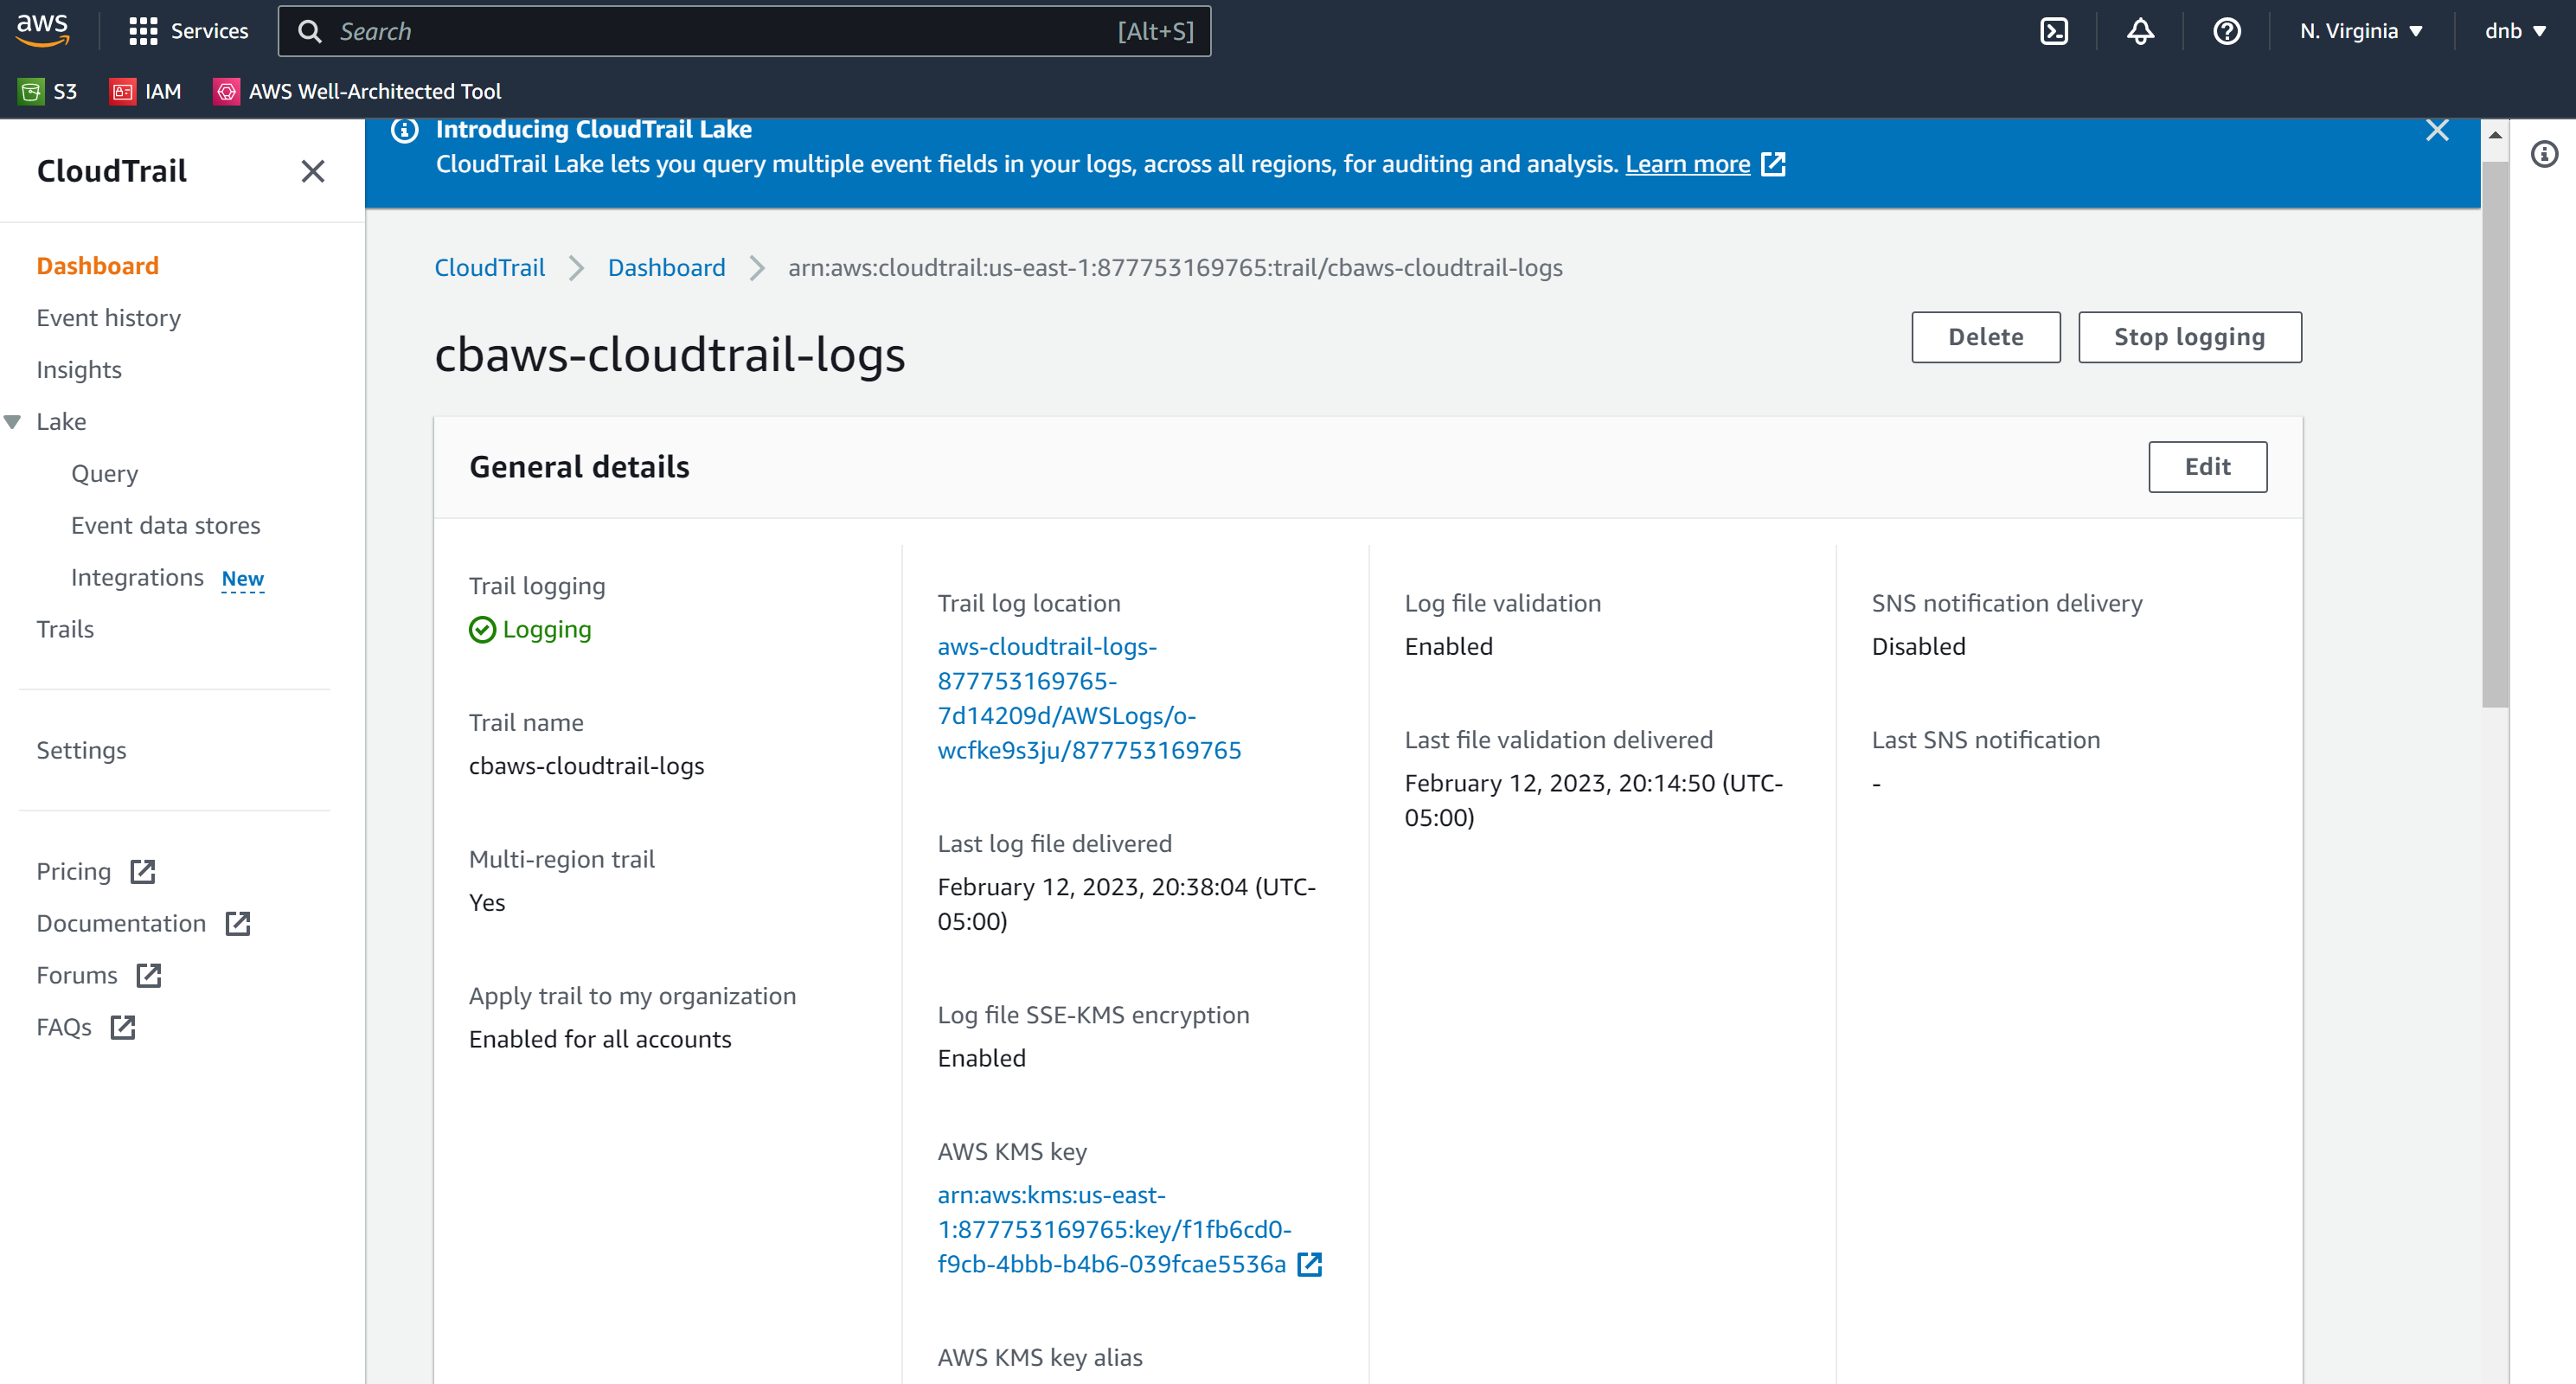 aws
Services
Search [Alt+S]
N. Virginia
dnb
S3
IAM
AWS Well-Architected Tool
CloudTrail
Dashboard
Event history
Insights
Lake
Query
Event data stores
Integrations New
Trails
Settings
Pricing
Documentation
Forums
FAQs
Introducing CloudTrail Lake
CloudTrail Lake lets you query multiple event fields in your logs, across all regions, for auditing and analysis. Learn more
CloudTrail
Dashboard
arn:aws:cloudtrail:us-east-1:877753169765:trail/cbaws-cloudtrail-logs
cbaws-cloudtrail-logs
Delete
Stop logging
General details
Edit
Trail logging
Logging
Trail name
cbaws-cloudtrail-logs
Multi-region trail
Yes
Apply trail to my organization
Enabled for all accounts
Trail log location
aws-cloudtrail-logs-
877753169765-
7d14209d/AWSLogs/o-
wcfke9s3ju/877753169765
Last log file delivered
February 12, 2023, 20:38:04 (UTC-
05:00)
Log file SSE-KMS encryption
Enabled
AWS KMS key
arn:aws:kms:us-east-
1:877753169765:key/f1fb6cd0-
f9cb-4bbb-b4b6-039fcae5536a
AWS KMS key alias
Log file validation
Enabled
Last file validation delivered
February 12, 2023, 20:14:50 (UTC-
05:00)
SNS notification delivery
Disabled
Last SNS notification
-